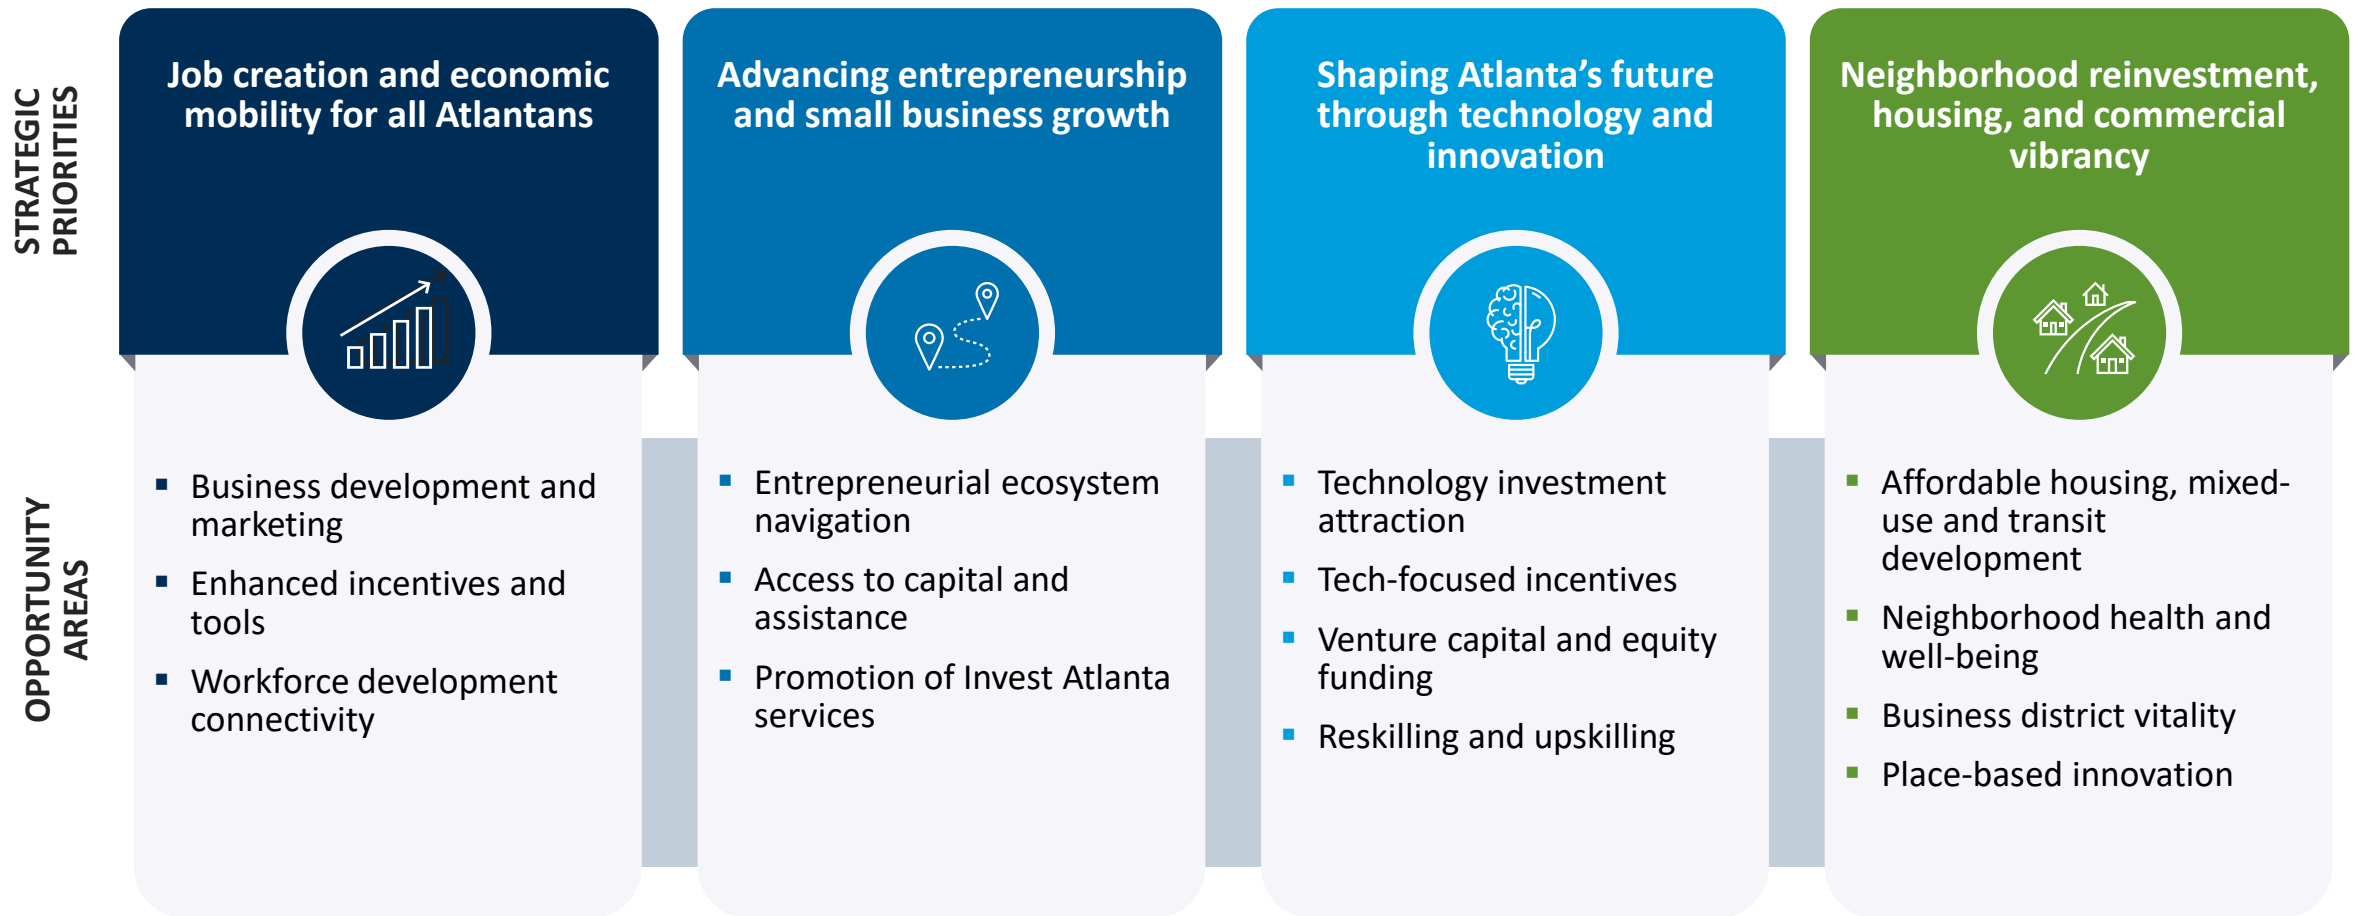 STRATEGIC
PRIORITIES
Job creation and economic
mobility for all Atlantans
Advancing entrepreneurship
and small business growth
Shaping Atlanta’s future
through technology and
innovation
Neighborhood reinvestment,
housing, and commercial
vibrancy
OPPORTUNITY
AREAS
▪ Business development and
marketing
▪ Enhanced incentives and
tools
▪ Workforce development
connectivity
▪ Entrepreneurial ecosystem
navigation
▪ Access to capital and
assistance
▪ Promotion of Invest Atlanta
services
▪ Technology investment
attraction
▪ Tech-focused incentives
▪ Venture capital and equity
funding
▪ Reskilling and upskilling
▪ Affordable housing, mixed-
use and transit
development
▪ Neighborhood health and
well-being
▪ Business district vitality
▪ Place-based innovation